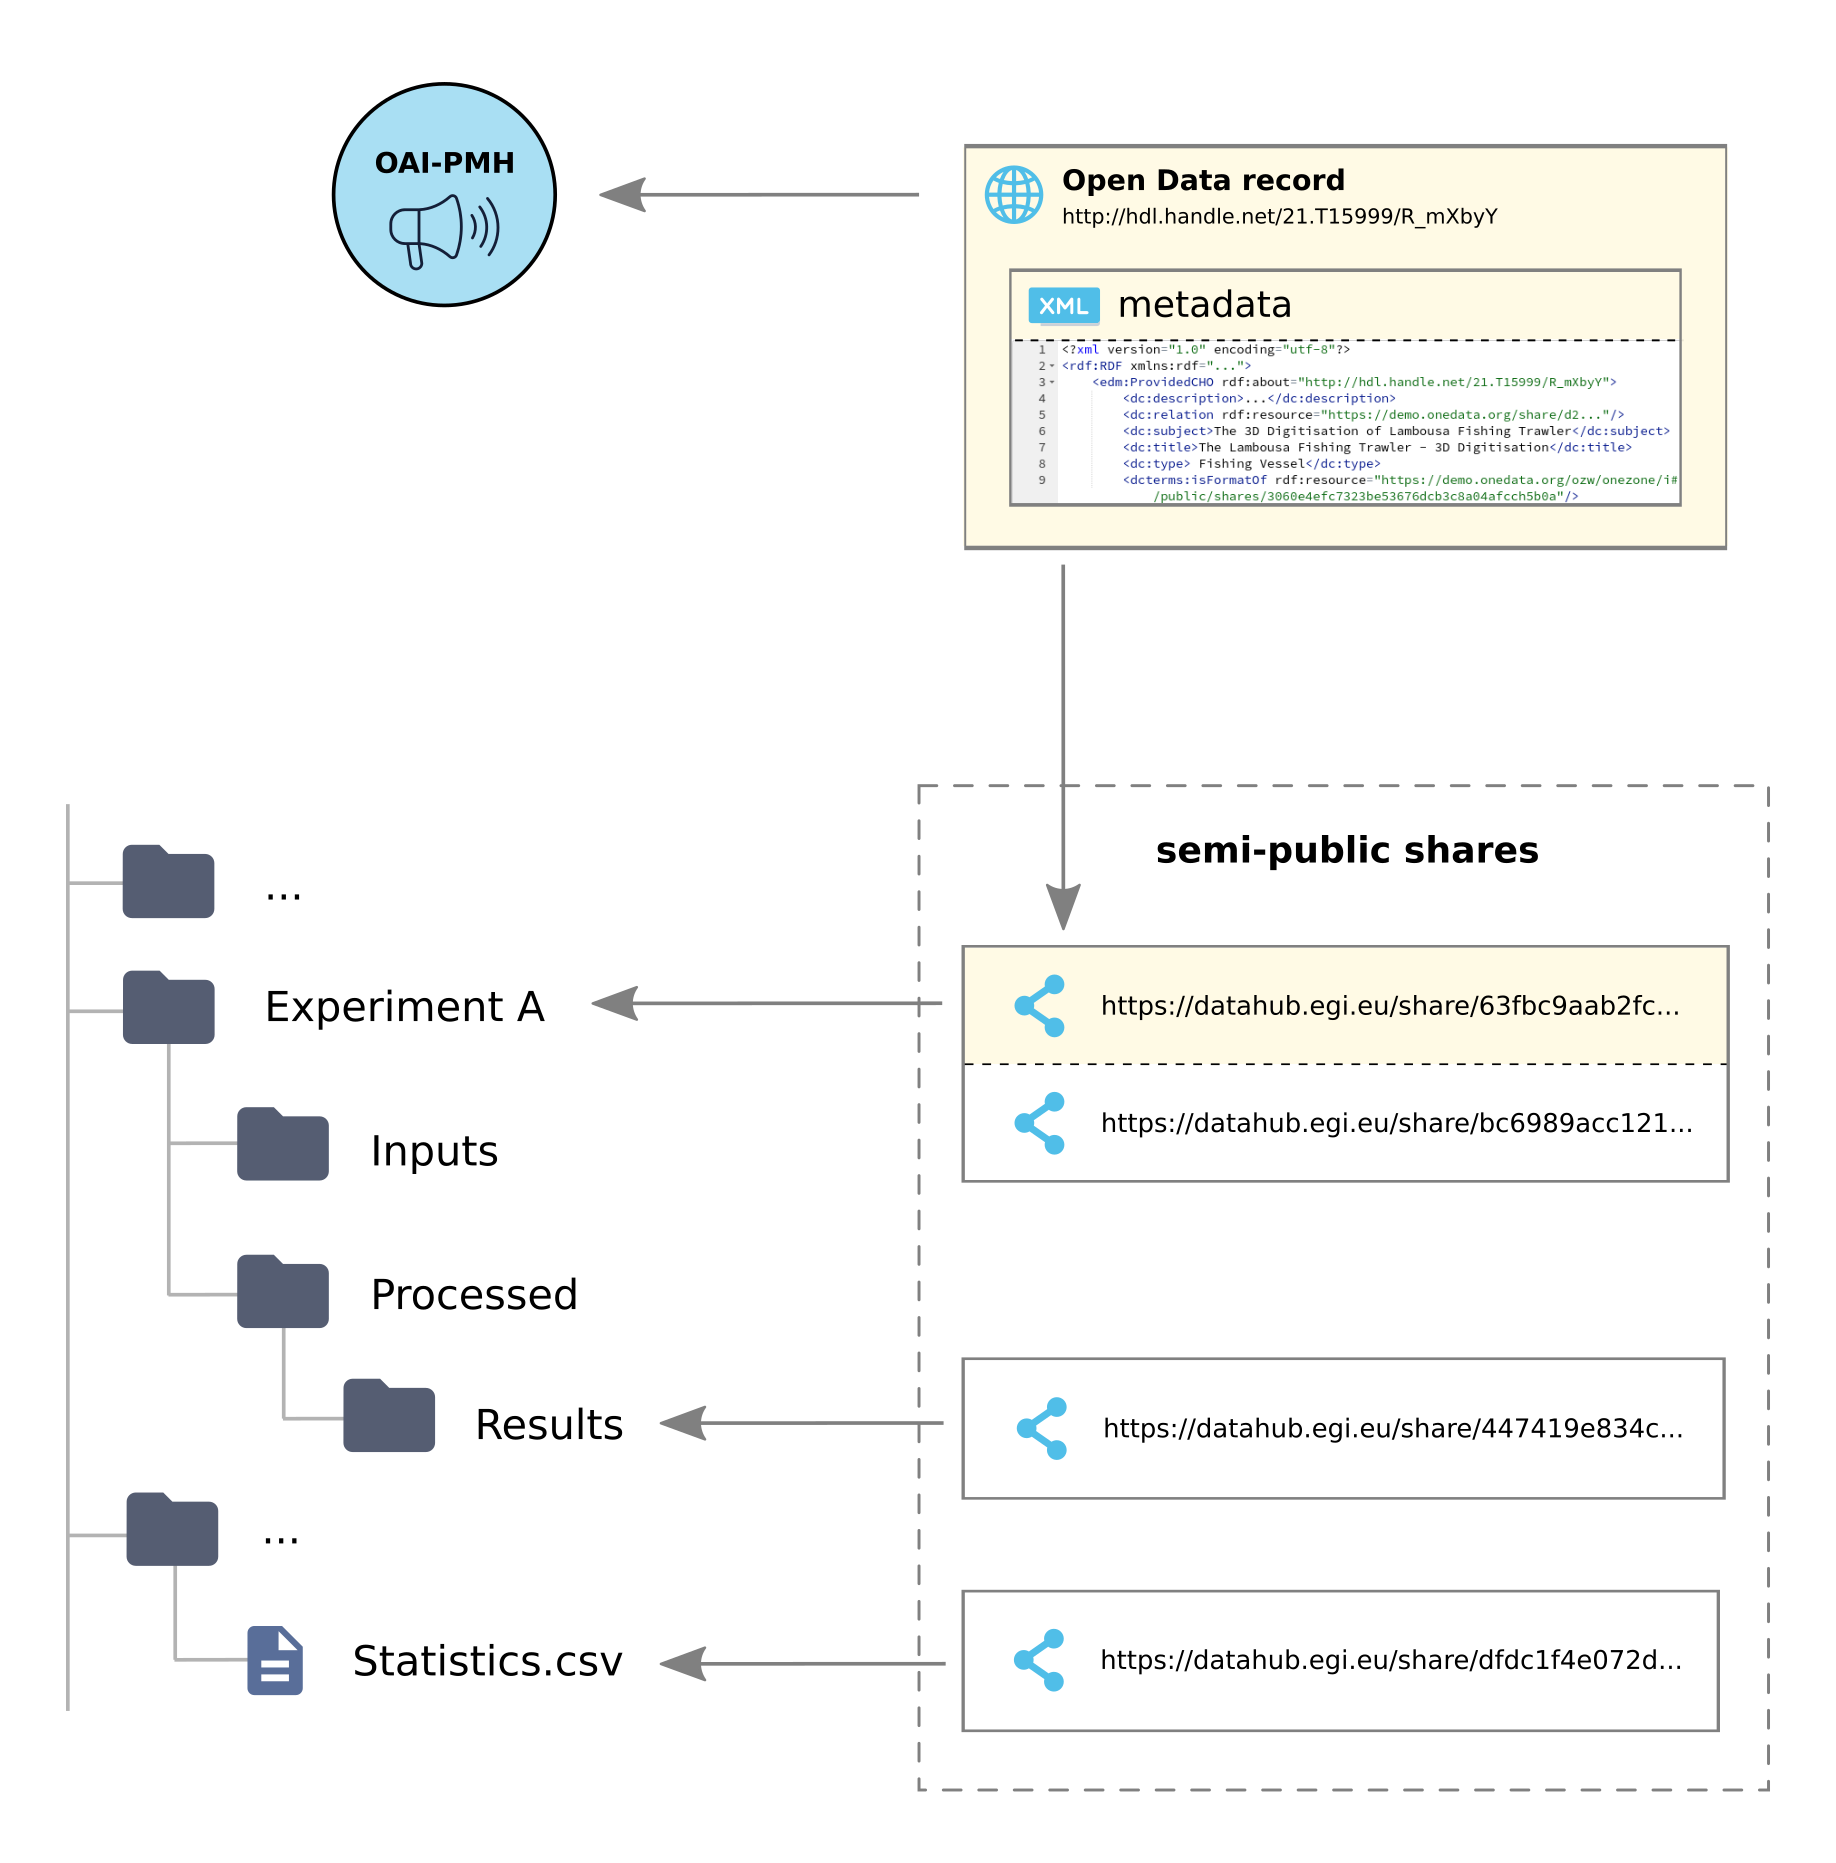 OAI-PMH
Open Data record
http://hdl.handle.net/21.T15999/R_mXbyY
XML metadata
1 <?xml version="1.0" encoding="utf-8"?>
2 <rdf:RDF xmlns:rdf="...">
3 <edm:ProvidedCHO rdf:about="http://hdl.handle.net/21.T15999/R_mXbyY">
4 <dc:description>...</dc:description>
5 <dc:relation rdf:resource="https://demo.onedata.org/share/d2..."/>
6 <dc:subject>The 3D Digitisation of Lambousa Fishing Trawler</dc:subject>
7 <dc:title>The Lambousa Fishing Trawler - 3D Digitisation</dc:title>
8 <dc:type> Fishing Vessel</dc:type>
9 <dcterms:isFormatOf rdf:resource="https://demo.onedata.org/ozw/onezone/i#
/public/shares/3060e4efc7323be53676dcb3c8a04afcch5b0a"/>
semi-public shares
...
Experiment A
https://datahub.egi.eu/share/63fbc9aab2fc...
https://datahub.egi.eu/share/bc6989acc121...
Inputs
Processed
Results
https://datahub.egi.eu/share/447419e834c...
...
Statistics.csv
https://datahub.egi.eu/share/dfdc1f4e072d...